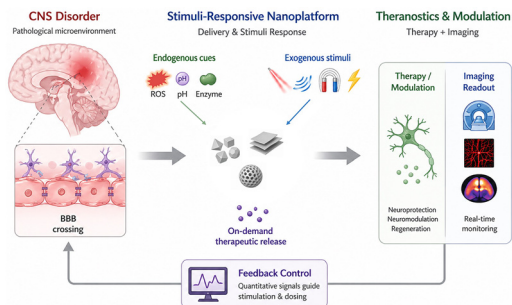 CNS Disorder
Pathological microenvironment
BBB
crossing
Stimuli-Responsive Nanoplatform
Delivery & Stimuli Response
Endogenous cues
ROS
pH
pH
Enzyme
Exogenous stimuli
On-demand
therapeutic release
Theranostics & Modulation
Therapy + Imaging
Therapy /
Modulation
Neuroprotection
Neuromodulation
Regeneration
Imaging
Readout
Real-time
monitoring
Feedback Control
Quantitative signals guide
stimulation & dosing